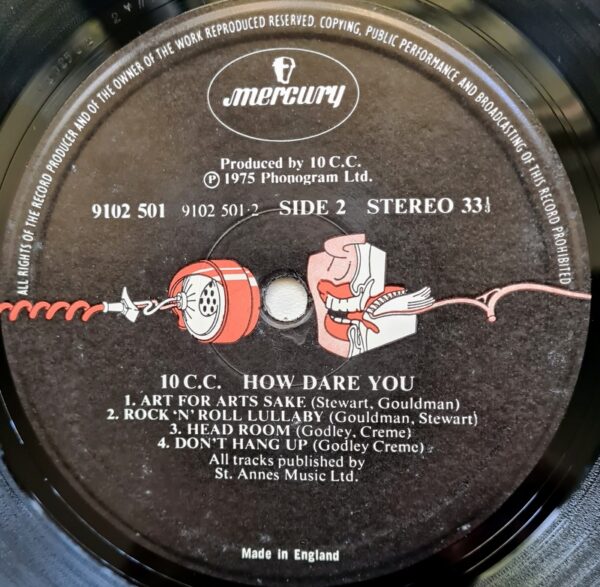 ALL RIGHTS OF THE RECORD PRODUCER AND OF THE OWNER OF THE WORK REPRODUCED RESERVED. COPYING, PUBLIC PERFORMANCE AND BROADCASTING OF THIS RECORD PROHIBITED
mercury
Produced by 10 C.C.
Ⓟ 1975 Phonogram Ltd.
9102 501 9102 501·2 SIDE 2 STEREO 33⅓
10 C.C. HOW DARE YOU
1. ART FOR ARTS SAKE (Stewart, Gouldman)
2. ROCK 'N' ROLL LULLABY (Gouldman, Stewart)
3. HEAD ROOM (Godley, Creme)
4. DON'T HANG UP (Godley Creme)
All tracks published by
St. Annes Music Ltd.
Made in England